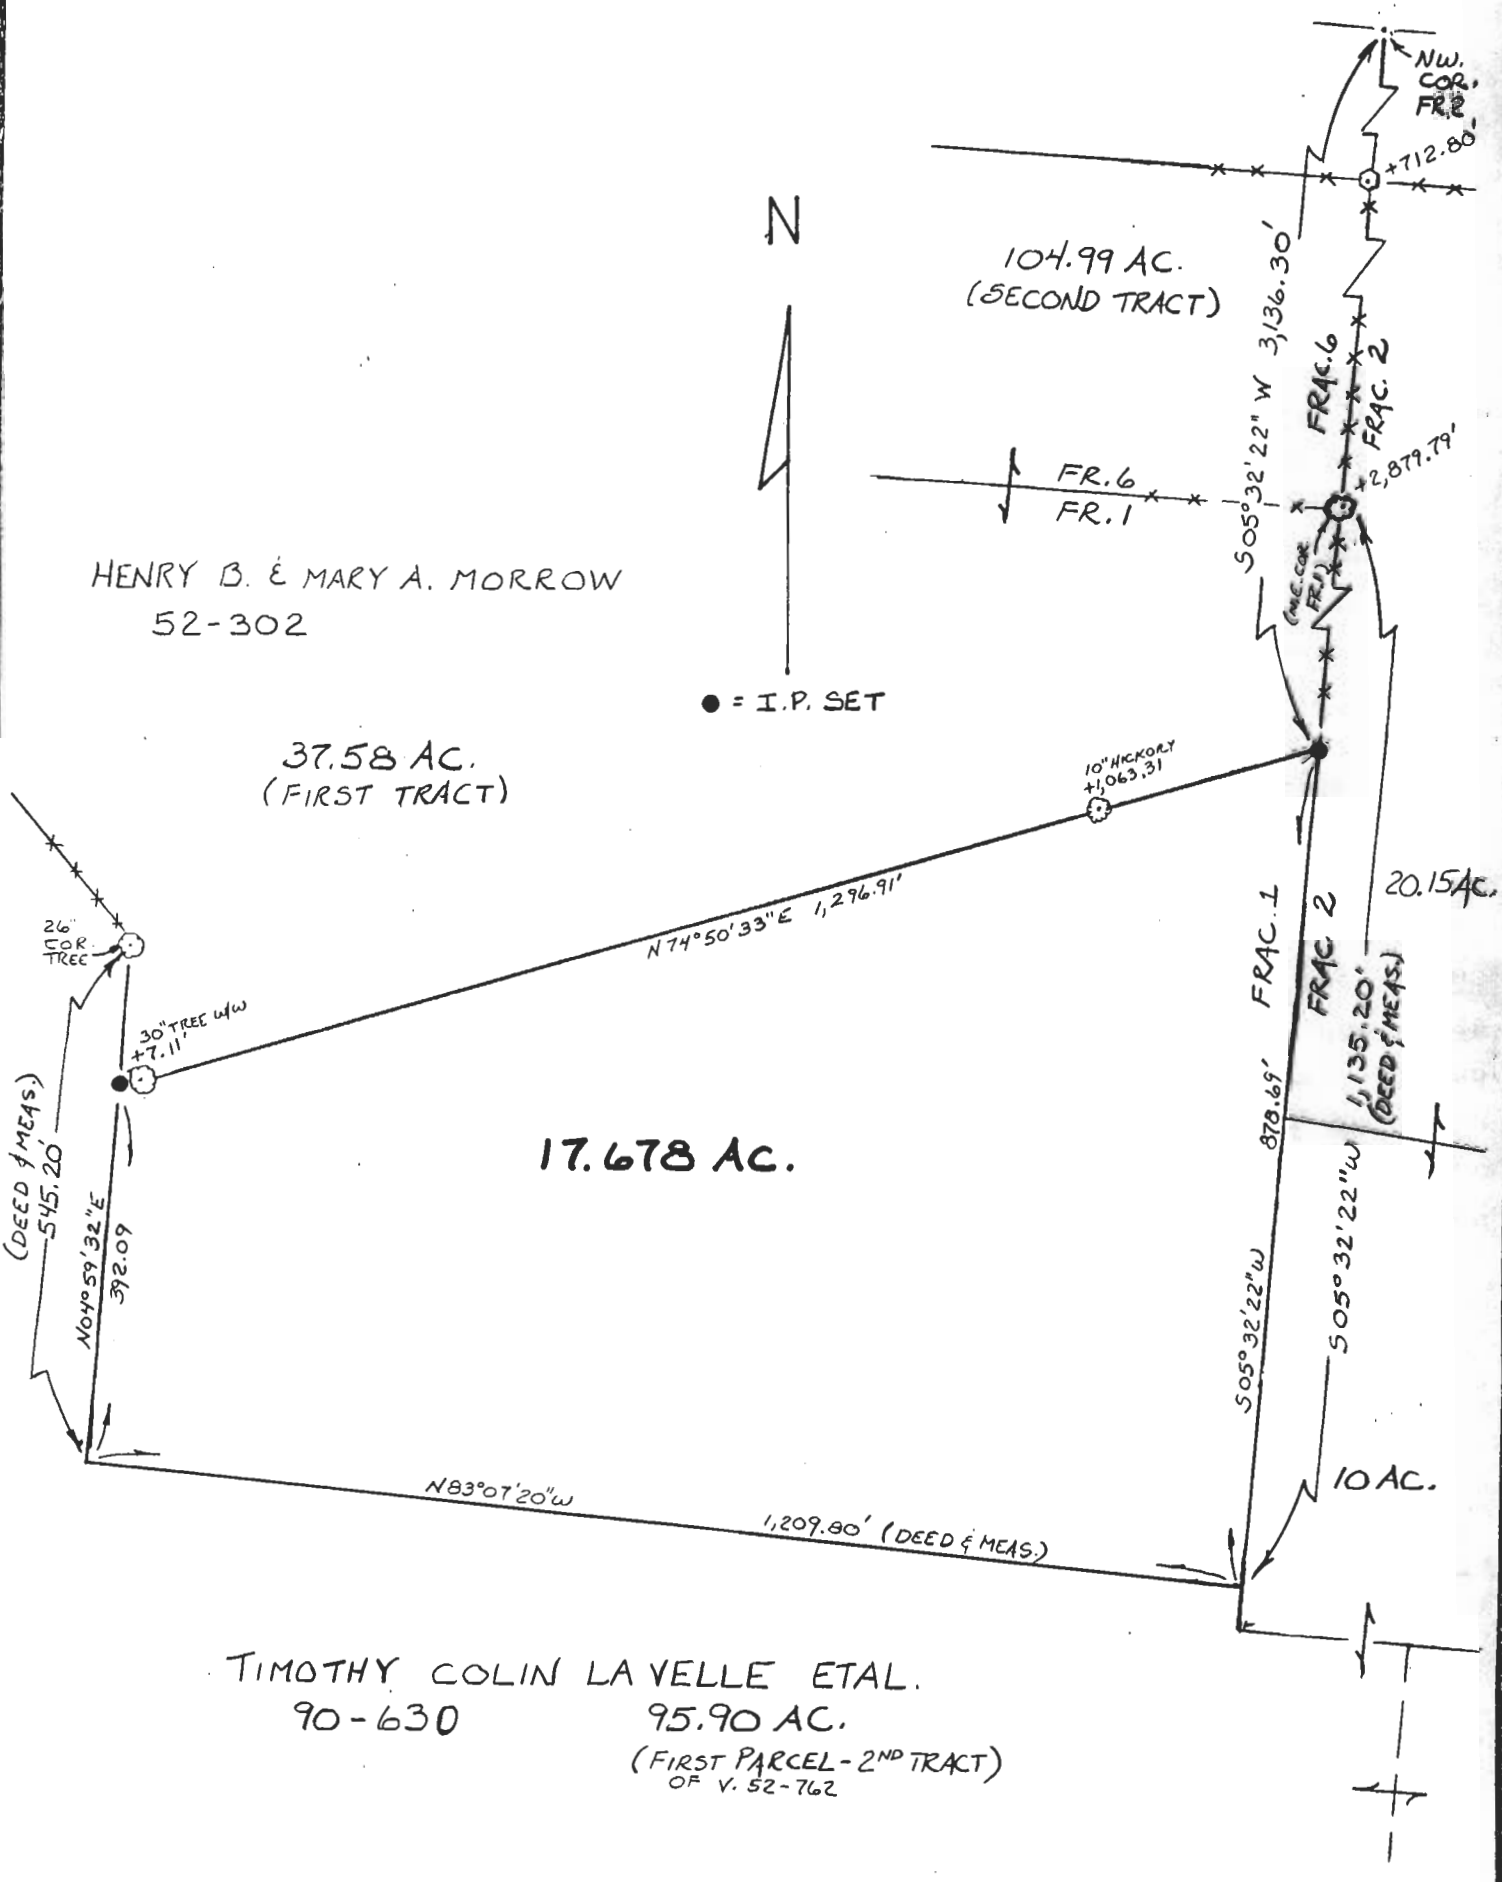 NW.
COR.
FR.2
+712.80'
N
104.99 AC.
(SECOND TRACT)
S05°32'22"W 3,136.30'
FRAC. 6
FRAC. 2
+2,879.79'
FR. 6
FR. 1
(N.E. COR.
FR. 1)
HENRY B. & MARY A. MORROW
52-302
● = I.P. SET
37.58 AC.
(FIRST TRACT)
10" HICKORY
+1,063.31
N74°50'33"E 1,296.91'
20.15 AC.
FRAC. 1
FRAC 2
1,135.20'
(DEED & MEAS.)
S05°32'22"W
26"
COR.
TREE
30" TREE W/W
+7.11'
(DEED & MEAS.)
545.20'
N04°59'32"E
392.09
17.678 AC.
878.69'
S05°32'22"W
10 AC.
N83°07'20"W
1,209.80' (DEED & MEAS.)
TIMOTHY COLIN LAVELLE ETAL.
90-630 95.90 AC.
(FIRST PARCEL-2ND TRACT)
OF V. 52-762